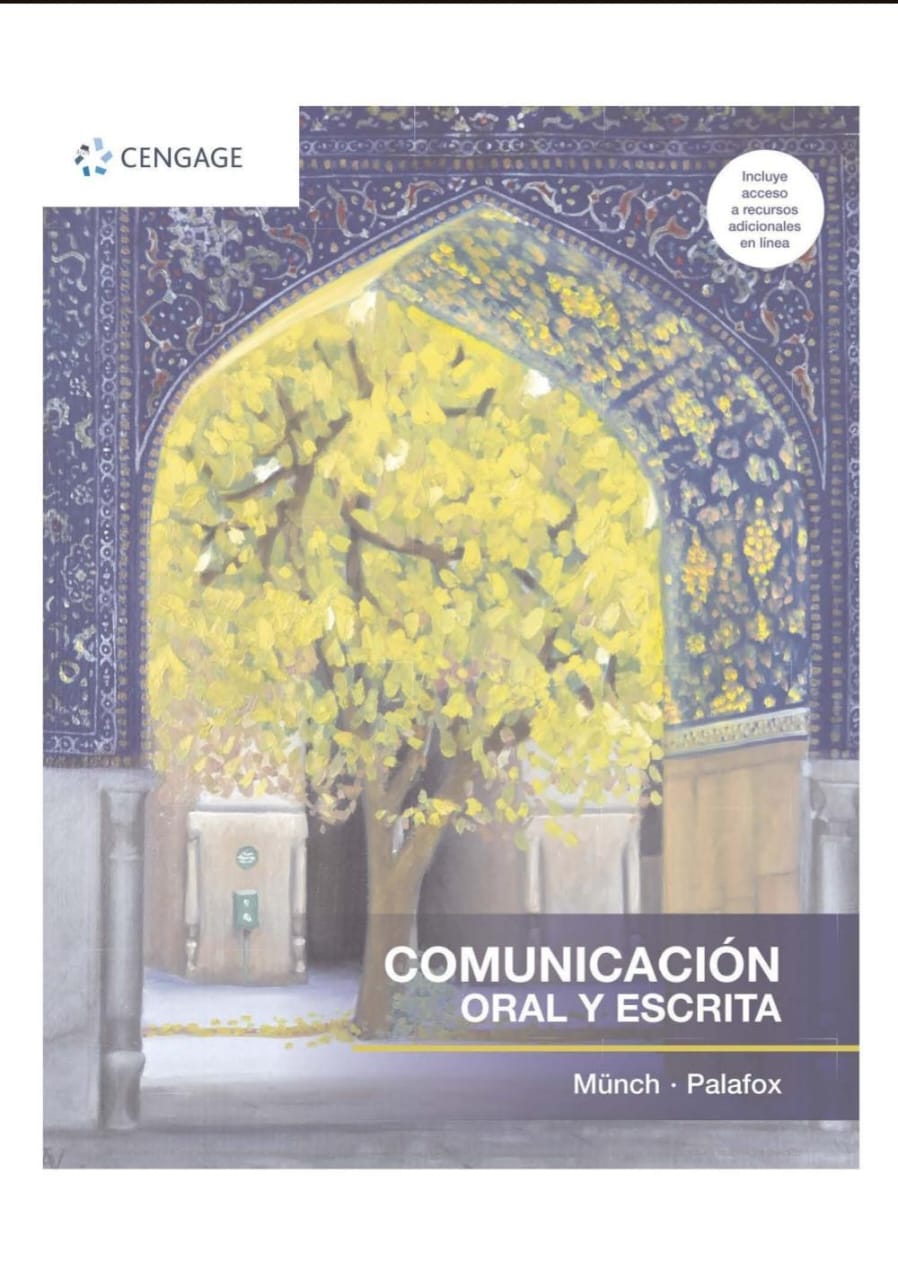 CENGAGE
Incluye
acceso
a recursos
adicionales
en línea
COMUNICACIÓN
ORAL Y ESCRITA
Münch · Palafox